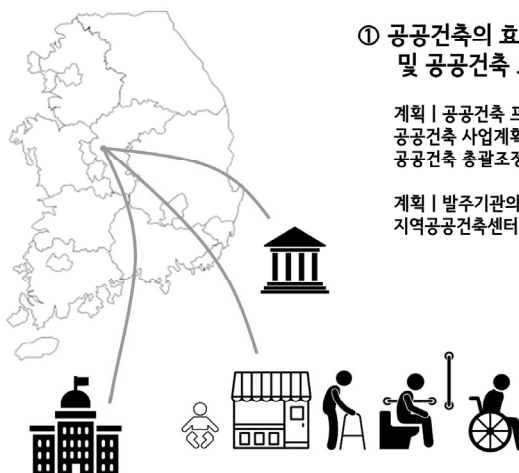 ① 공공건축의 효
및 공공건축
계획 | 공공건축
공공건축 사업계획
공공건축 총괄조정
계획 | 발주기관의
지역공공건축센터